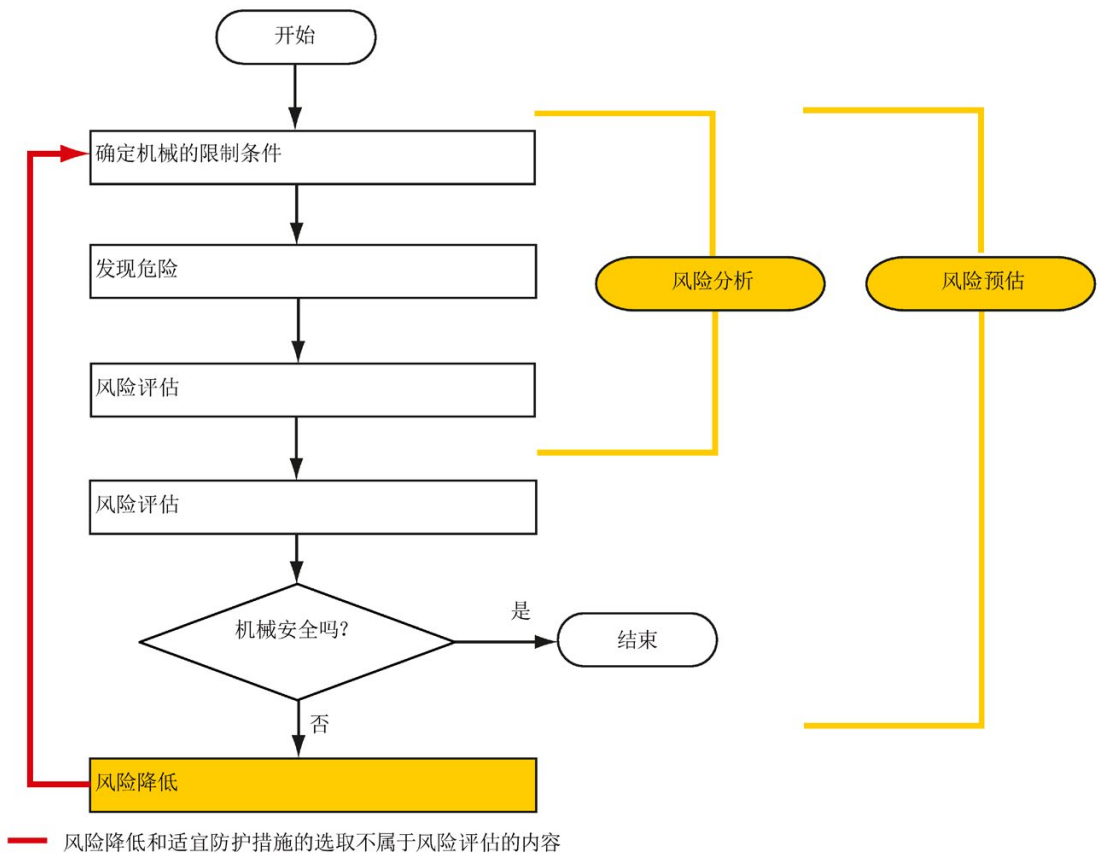 开始
确定机械的限制条件
发现危险
风险分析
风险预估
风险评估
风险评估
机械安全吗?
是
结束
否
风险降低
风险降低和适宜防护措施的选取不属于风险评估的内容